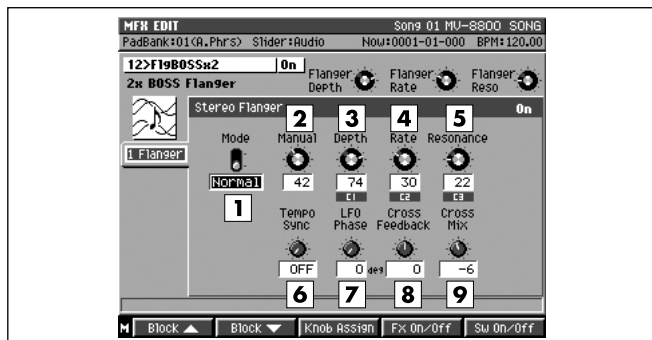 MFX EDIT Song 01 MV-8800 SONG
PadBank:01(A.Phrs) Slider:Audio Now:0001-01-000 BPM:120.00
12>FlgBOSSx2 On
2x BOSS Flanger
Flanger Depth Flanger Rate Flanger Reso
Stereo Flanger On
2 3 4 5
Mode Manual Depth Rate Resonance
1 Flanger
Normal 42 74 30 22
C1 C2 C3
1
Tempo Sync LFO Phase Cross Feedback Cross Mix
OFF 0 deg 0 -6
6 7 8 9
M Block ▲ Block ▼ Knob Assign Fx On/Off Sw On/Off